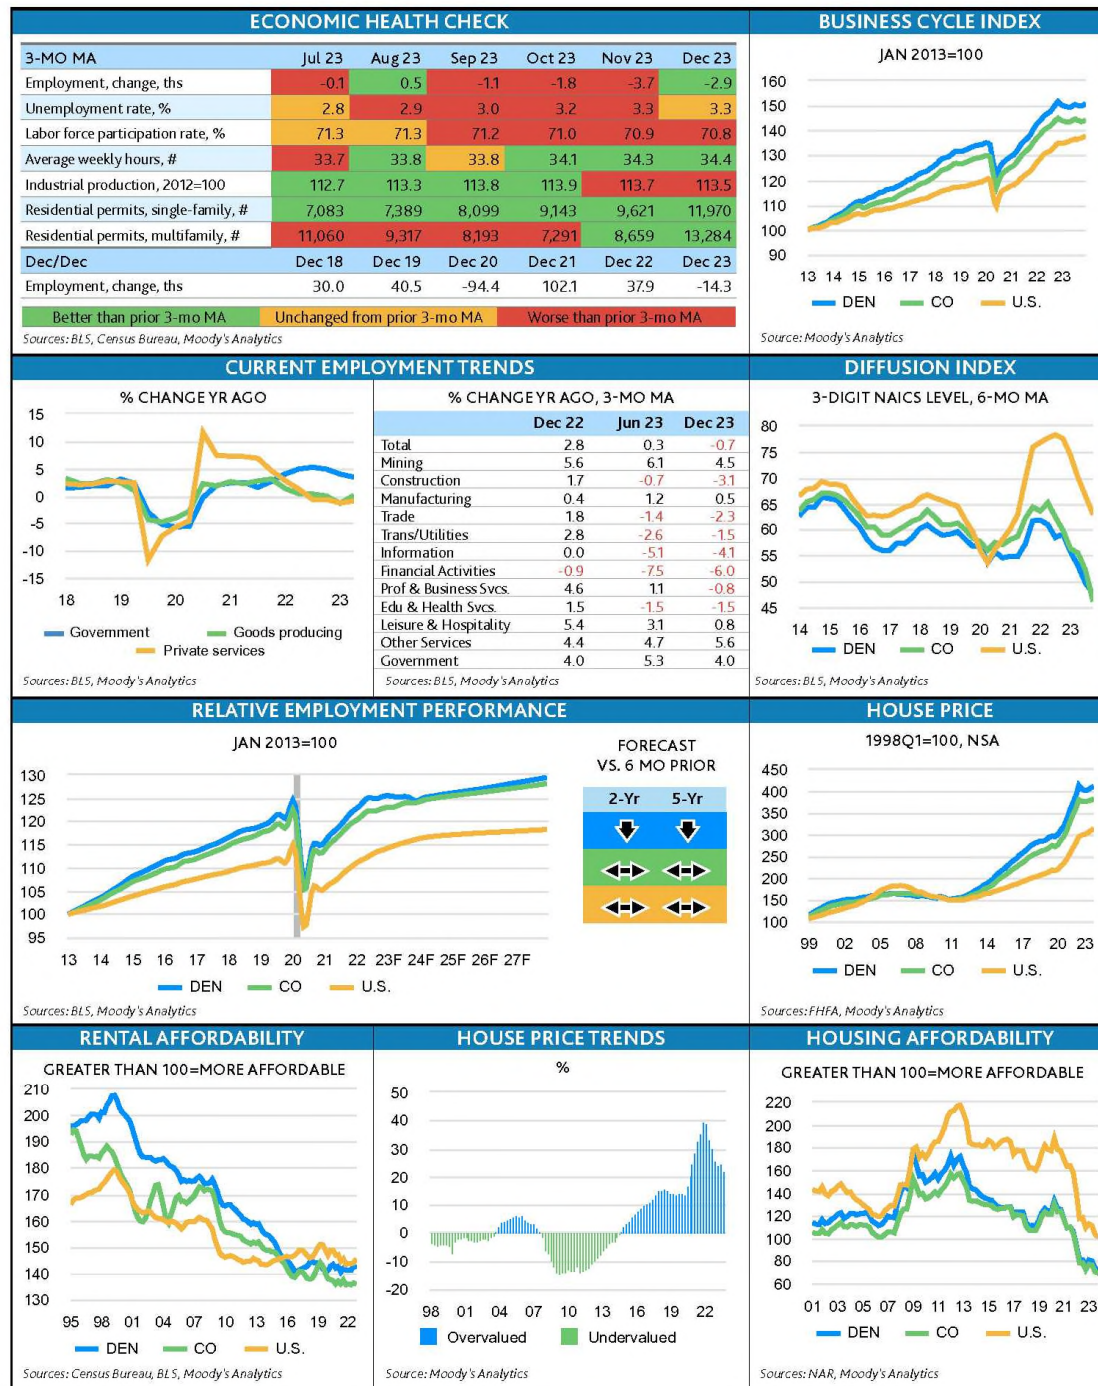 ECONOMIC HEALTH CHECK
3-MO MA Jul 23 Aug 23 Sep 23 Oct 23 Nov 23 Dec 23
Employment, change, ths -0.1 0.5 -1.1 -1.8 -3.7 -2.9
Unemployment rate, % 2.8 2.9 3.0 3.2 3.3 3.3
Labor force participation rate, % 71.3 71.3 71.2 71.0 70.9 70.8
Average weekly hours, # 33.7 33.8 33.8 34.1 34.3 34.4
Industrial production, 2012=100 112.7 113.3 113.8 113.9 113.7 113.5
Residential permits, single-family, # 7,083 7,389 8,099 9,143 9,621 11,970
Residential permits, multifamily, # 11,060 9,317 8,193 7,291 8,659 13,284
Dec/Dec Dec 18 Dec 19 Dec 20 Dec 21 Dec 22 Dec 23
Employment, change, ths 30.0 40.5 -94.4 102.1 37.9 -14.3
Better than prior 3-mo MA Unchanged from prior 3-mo MA Worse than prior 3-mo MA
Sources: BLS, Census Bureau, Moody's Analytics
BUSINESS CYCLE INDEX
JAN 2013=100
160
150
140
130
120
110
100
90
13 14 15 16 17 18 19 20 21 22 23
DEN CO U.S.
Source: Moody's Analytics
CURRENT EMPLOYMENT TRENDS
% CHANGE YR AGO
15
10
5
0
-5
-10
-15
18 19 20 21 22 23
Government Goods producing
Private services
Sources: BLS, Moody's Analytics
% CHANGE YR AGO, 3-MO MA
Dec 22 Jun 23 Dec 23
Total 2.8 0.3 -0.7
Mining 5.6 6.1 4.5
Construction 1.7 -0.7 -3.1
Manufacturing 0.4 1.2 0.5
Trade 1.8 -1.4 -2.3
Trans/Utilities 2.8 -2.6 -1.5
Information 0.0 -5.1 -4.1
Financial Activities -0.9 -7.5 -6.0
Prof & Business Svcs. 4.6 1.1 -0.8
Edu & Health Svcs. 1.5 -1.5 -1.5
Leisure & Hospitality 5.4 3.1 0.8
Other Services 4.4 4.7 5.6
Government 4.0 5.3 4.0
Sources: BLS, Moody's Analytics
DIFFUSION INDEX
3-DIGIT NAICS LEVEL, 6-MO MA
80
75
70
65
60
55
50
45
14 15 16 17 18 19 20 21 22 23
DEN CO U.S.
Sources: BLS, Moody's Analytics
RELATIVE EMPLOYMENT PERFORMANCE
JAN 2013=100
130
125
120
115
110
105
100
95
13 14 15 16 17 18 19 20 21 22 23F 24F 25F 26F 27F
DEN CO U.S.
Sources: BLS, Moody's Analytics
FORECAST
VS. 6 MO PRIOR
2-Yr 5-Yr
HOUSE PRICE
1998Q1=100, NSA
450
400
350
300
250
200
150
100
99 02 05 08 11 14 17 20 23
DEN CO U.S.
Sources: FHFA, Moody's Analytics
RENTAL AFFORDABILITY
GREATER THAN 100=MORE AFFORDABLE
210
200
190
180
170
160
150
140
130
95 98 01 04 07 10 13 16 19 22
DEN CO U.S.
Sources: Census Bureau, BLS, Moody's Analytics
HOUSE PRICE TRENDS
%
50
40
30
20
10
0
-10
-20
98 01 04 07 10 13 16 19 22
Overvalued Undervalued
Source: Moody's Analytics
HOUSING AFFORDABILITY
GREATER THAN 100=MORE AFFORDABLE
220
200
180
160
140
120
100
80
60
01 03 05 07 09 11 13 15 17 19 21 23
DEN CO U.S.
Sources: NAR, Moody's Analytics